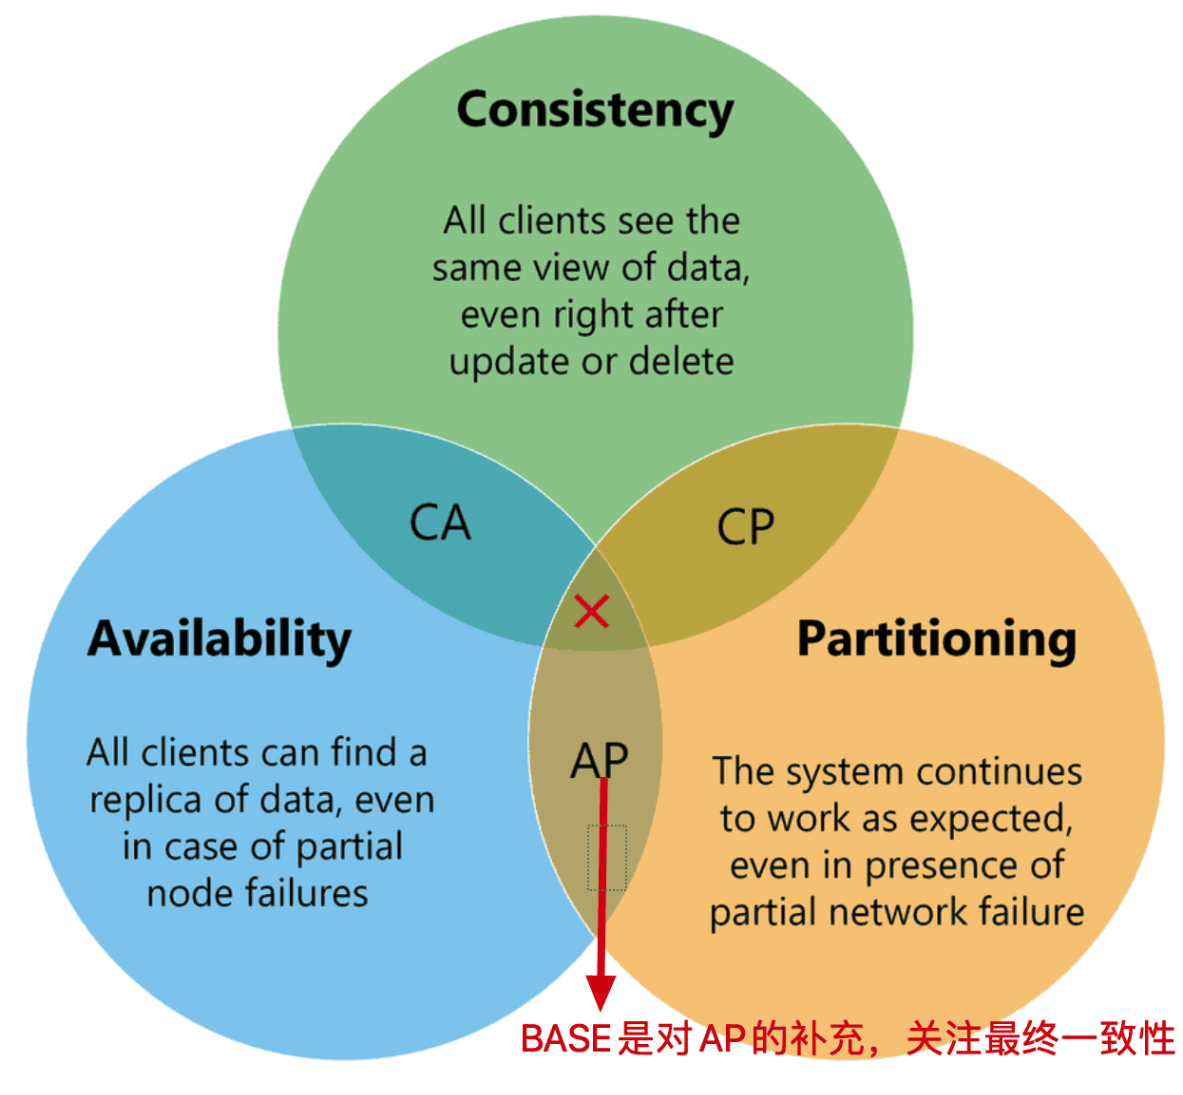 Consistency
All clients see the
same view of data,
even right after
update or delete
CA
CP
Availability
All clients can find a
replica of data, even
in case of partial
node failures
Partitioning
The system continues
to work as expected,
even in presence of
partial network failure
AP
BASE是对AP的补充，关注最终一致性